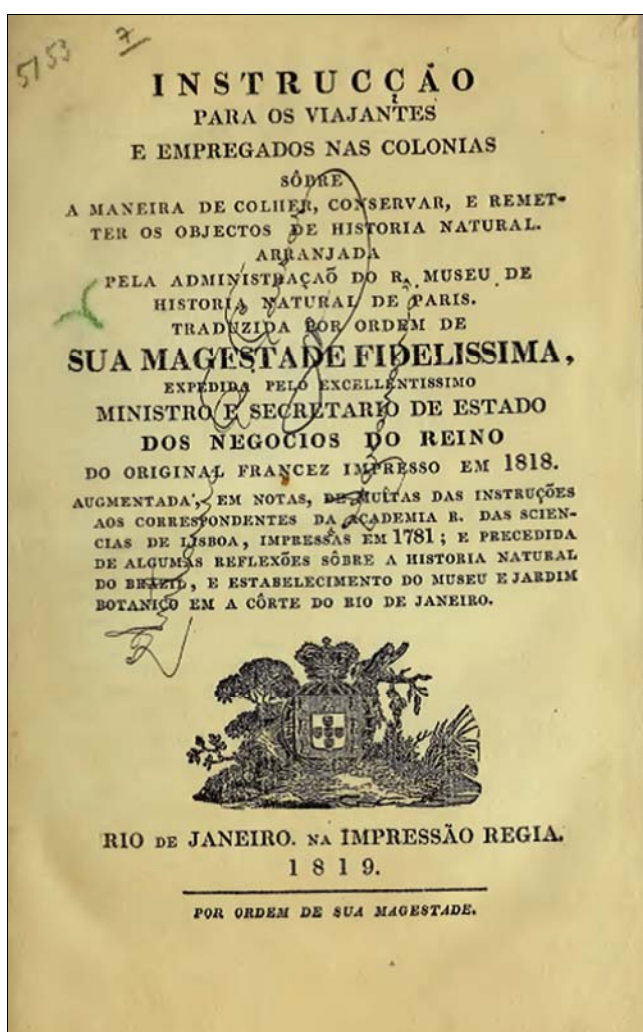 5153 7
INSTRUCÇÃO
PARA OS VIAJANTES
E EMPREGADOS NAS COLONIAS
SÔBRE
A MANEIRA DE COLHER, CONSERVAR, E REMET-
TER OS OBJECTOS DE HISTORIA NATURAL.
ARRANJADA
PELA ADMINISTRAÇAÕ DO R. MUSEU DE
HISTORIA NATURAL DE PARIS.
TRADUZIDA POR ORDEM DE
SUA MAGESTADE FIDELISSIMA,
EXPEDIDA PELO EXCELLENTISSIMO
MINISTRO E SECRETARIO DE ESTADO
DOS NEGOCIOS DO REINO
DO ORIGINAL FRANCEZ IMPRESSO EM 1818.
AUGMENTADA, EM NOTAS, DE MUITAS DAS INSTRUÇÕES
AOS CORRESPONDENTES DA ACADEMIA R. DAS SCIEN-
CIAS DE LISBOA, IMPRESSAS EM 1781; E PRECEDIDA
DE ALGUMAS REFLEXÕES SÔBRE A HISTORIA NATURAL
DO BRAZIL, E ESTABELECIMENTO DO MUSEU E JARDIM
BOTANICO EM A CÔRTE DO RIO DE JANEIRO.
RIO DE JANEIRO. NA IMPRESSÃO REGIA.
1819.
POR ORDEM DE SUA MAGESTADE.